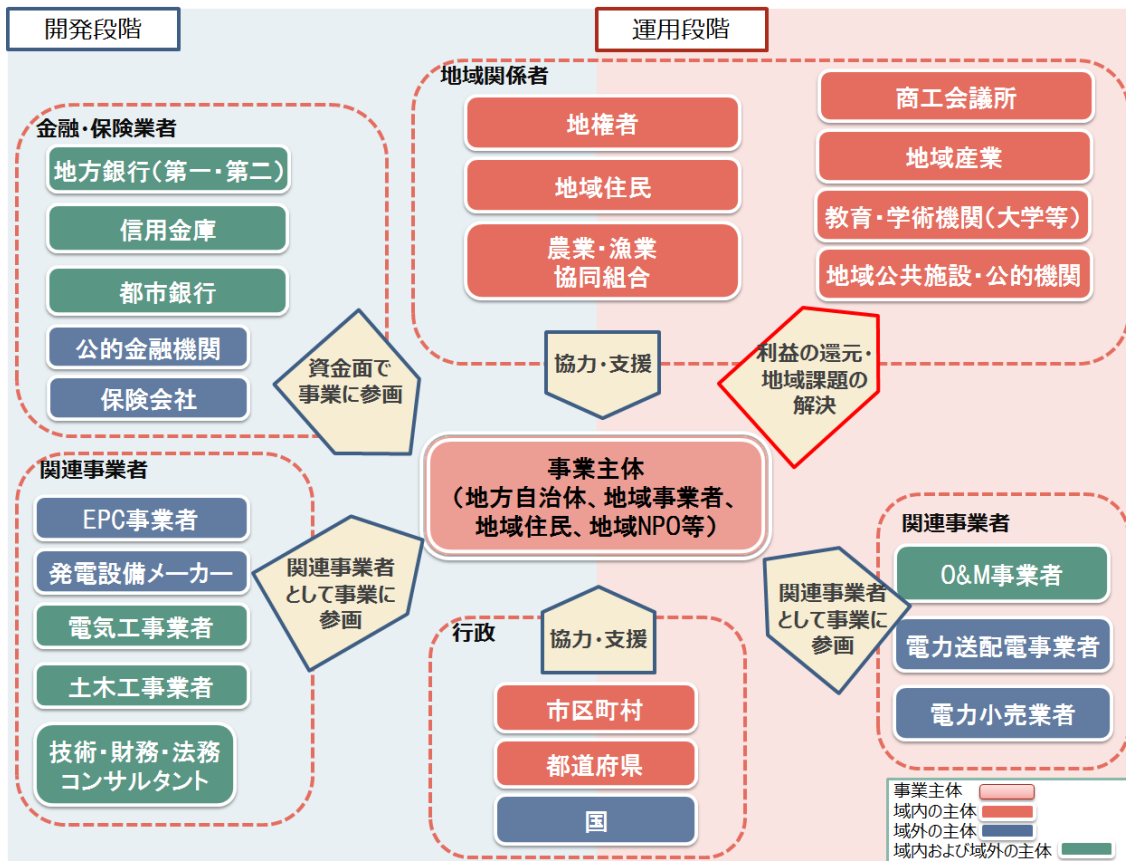 開発段階
運用段階
地域関係者
地権者
地域住民
農業・漁業
協同組合
商工会議所
地域産業
教育・学術機関(大学等)
地域公共施設・公的機関
金融・保険業者
地方銀行(第一・第二)
信用金庫
都市銀行
公的金融機関
保険会社
資金面で
事業に参画
協力・支援
利益の還元・
地域課題の
解決
事業主体
(地方自治体、地域事業者、
地域住民、地域NPO等)
関連事業者
EPC事業者
発電設備メーカー
電気工事業者
土木工事業者
技術・財務・法務
コンサルタント
関連事業者
として事業に
参画
行政
協力・支援
市区町村
都道府県
国
関連事業者
として事業に
参画
関連事業者
O&M事業者
電力送配電事業者
電力小売業者
事業主体
域内の主体
域外の主体
域内および域外の主体